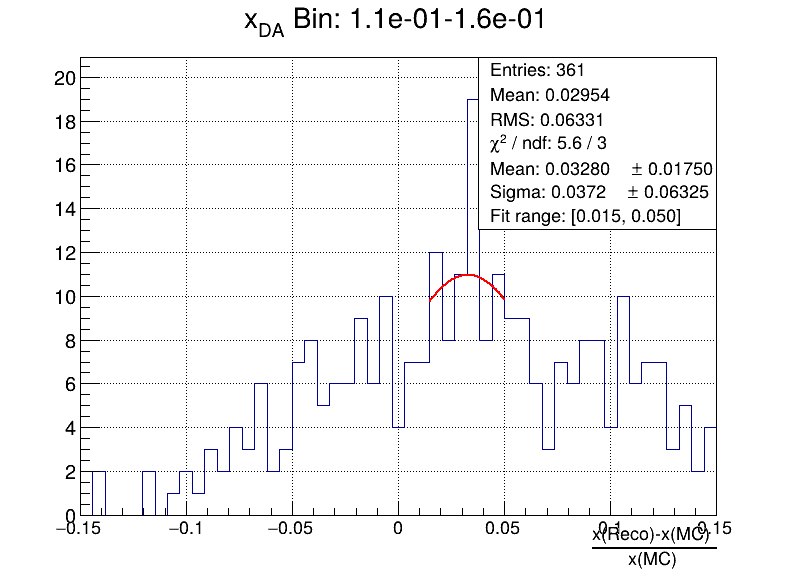 x_DA Bin: 1.1e-01-1.6e-01
Entries: 361
Mean: 0.02954
RMS: 0.06331
χ² / ndf: 5.6 / 3
Mean: 0.03280 ± 0.01750
Sigma: 0.0372 ± 0.06325
Fit range: [0.015, 0.050]
20
18
16
14
12
10
8
6
4
2
0
−0.15 −0.1 −0.05 0 0.05 0.1 0.15
x(Reco)-x(MC)
x(MC)